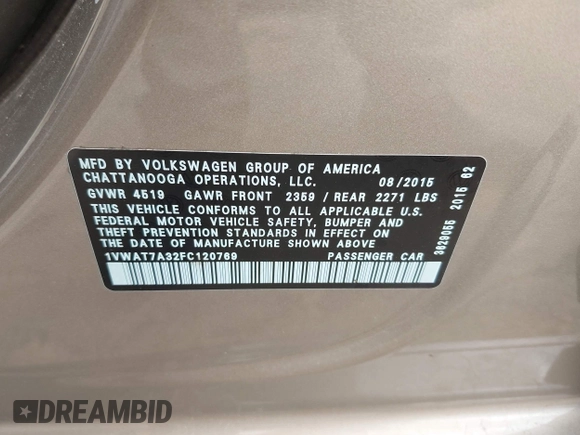 MFD BY VOLKSWAGEN GROUP OF AMERICA
CHATTANOOGA OPERATIONS, LLC. 08/2015
GVWR 4519 GAWR FRONT 2359 / REAR 2271 LBS
THIS VEHICLE CONFORMS TO ALL APPLICABLE U.S.
FEDERAL MOTOR VEHICLE SAFETY, BUMPER AND
THEFT PREVENTION STANDARDS IN EFFECT ON
THE DATE OF MANUFACTURE SHOWN ABOVE
1VWAT7A32FC120769 PASSENGER CAR
3629055 2015 62
DREAMBID